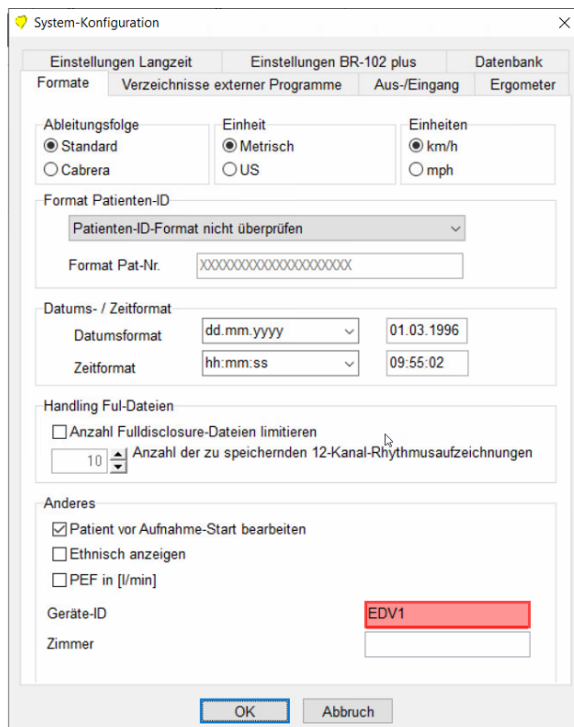 System-Konfiguration
Einstellungen Langzeit Einstellungen BR-102 plus Datenbank
Formate Verzeichnisse externer Programme Aus-/Eingang Ergometer
Ableitungsfolge Einheit Einheiten
Standard Metrisch km/h
Cabrera US mph
Format Patienten-ID
Patienten-ID-Format nicht überprüfen
Format Pat-Nr. XXXXXXXXXXXXXXXXXXXX
Datums- / Zeitformat
Datumsformat dd.mm.yyyy 01.03.1996
Zeitformat hh:mm:ss 09:55:02
Handling Ful-Dateien
Anzahl Fulldisclosure-Dateien limitieren
10 Anzahl der zu speichernden 12-Kanal-Rhythmusaufzeichnungen
Anderes
Patient vor Aufnahme-Start bearbeiten
Ethnisch anzeigen
PEF in [l/min]
Geräte-ID EDV1
Zimmer
OK Abbruch